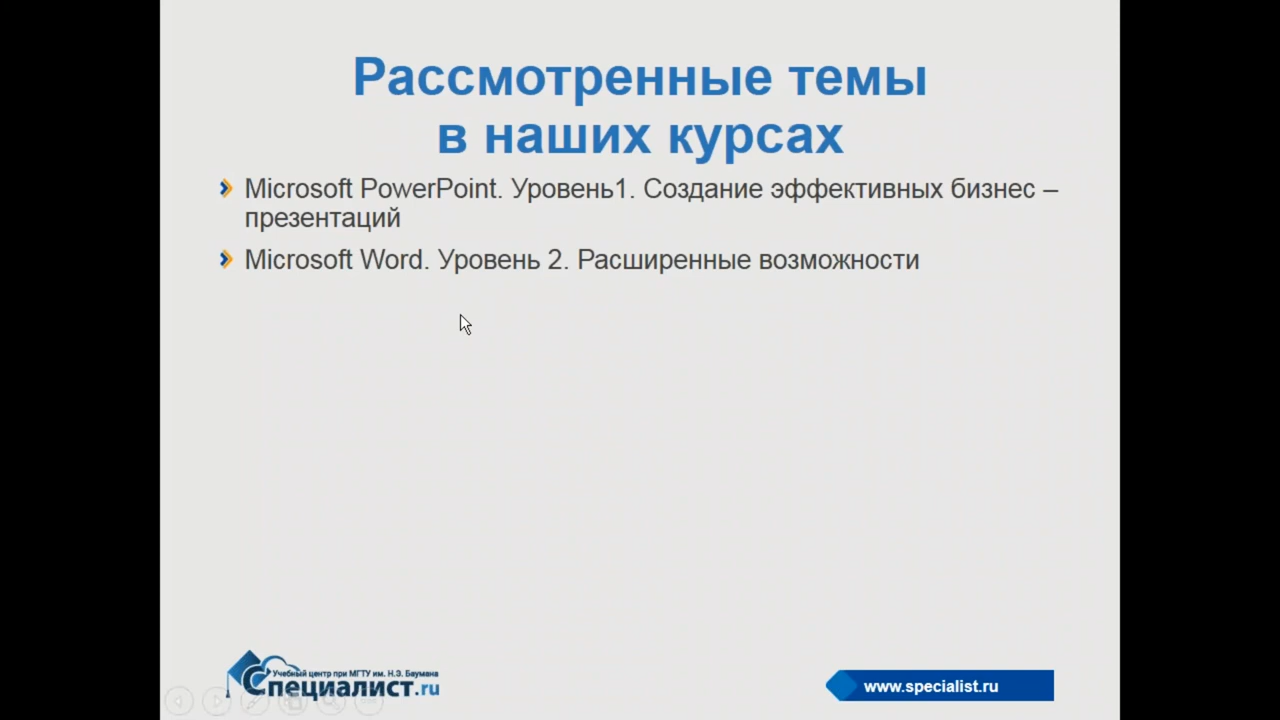 Рассмотренные темы
в наших курсах
Microsoft PowerPoint. Уровень1. Создание эффективных бизнес –
презентаций
Microsoft Word. Уровень 2. Расширенные возможности
Учебный центр при МГТУ им. Н.Э. Баумана
Специалист.ru
www.specialist.ru